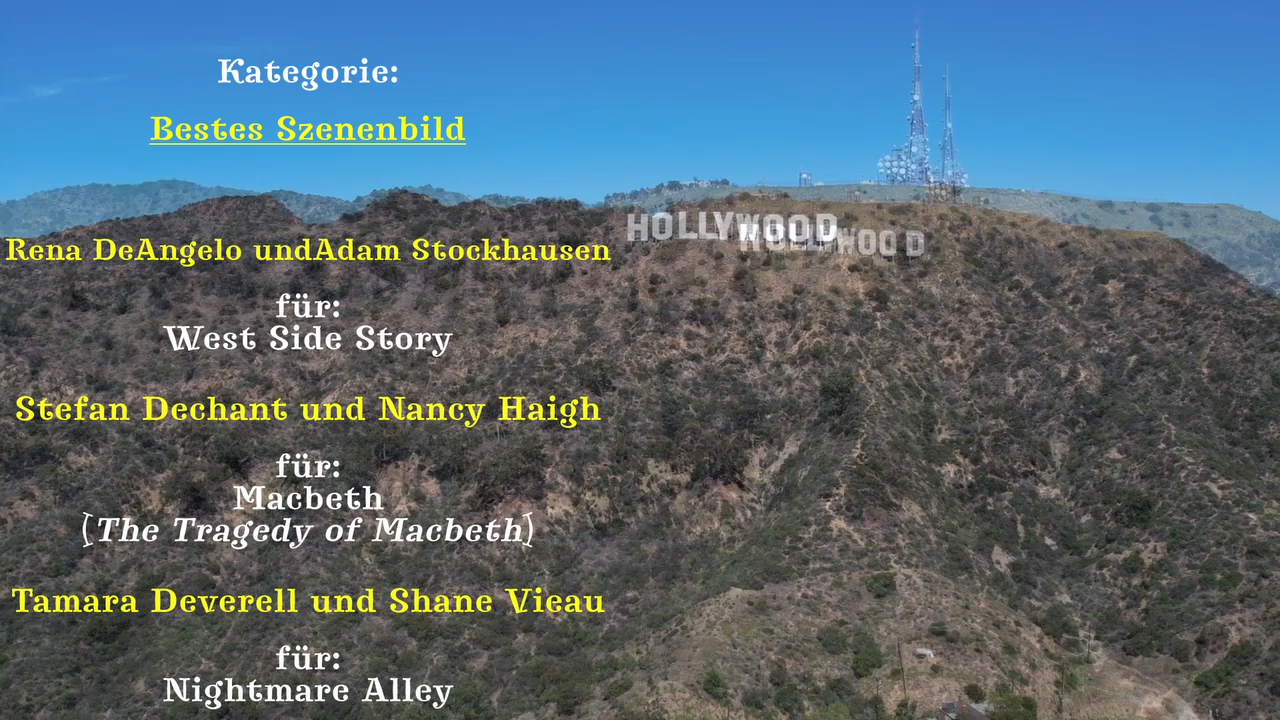 Kategorie:
Bestes Szenenbild
HOLLYWOOD
HOLLYWOOD
Rena DeAngelo undAdam Stockhausen
für:
West Side Story
Stefan Dechant und Nancy Haigh
für:
Macbeth
(The Tragedy of Macbeth)
Tamara Deverell und Shane Vieau
für:
Nightmare Alley